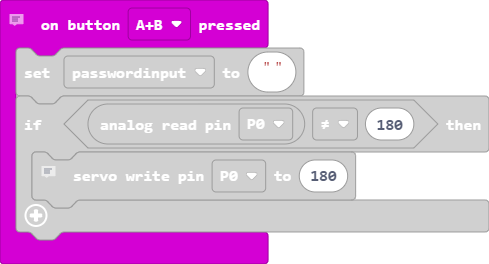 on button A+B pressed
set passwordinput to " "
if analog read pin P0 ≠ 180 then
servo write pin P0 to 180